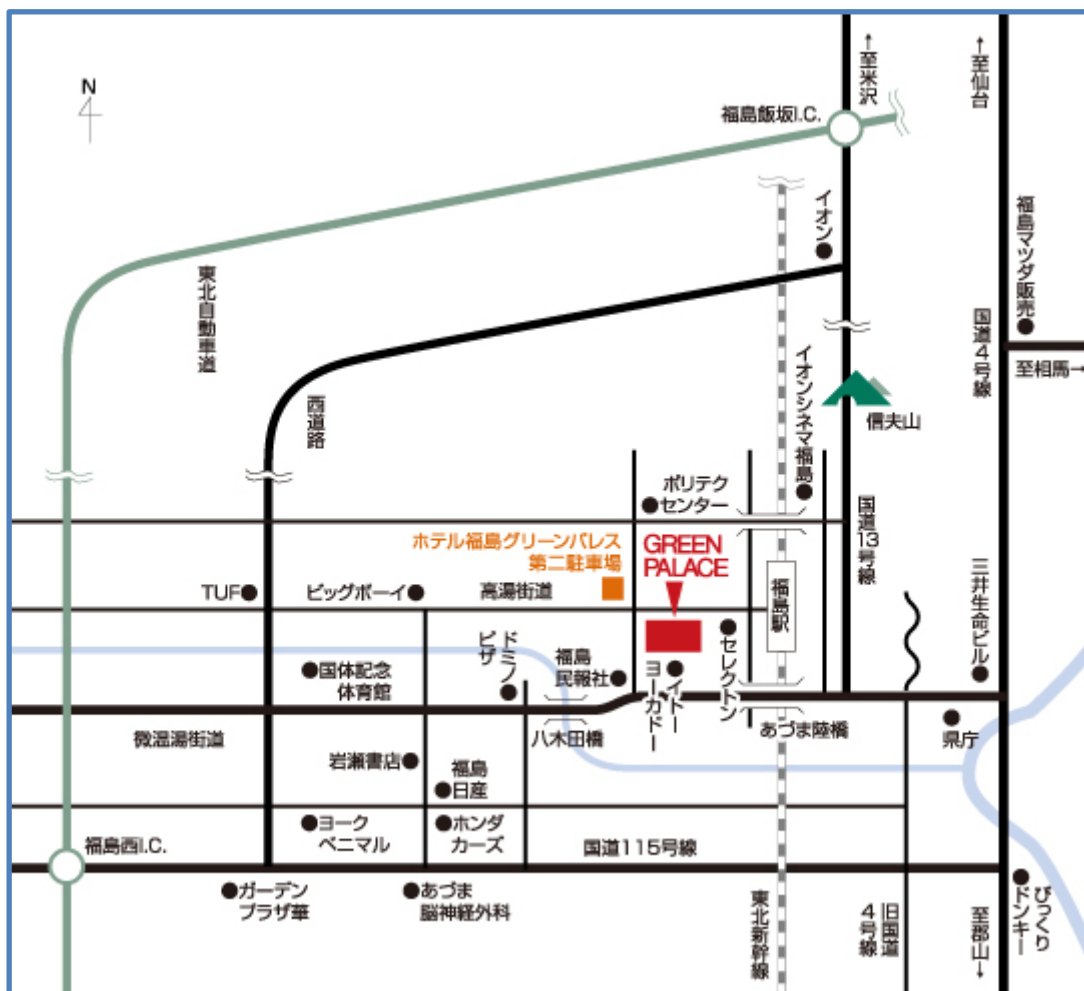 N
←至米沢
←至仙台
福島飯坂I.C.
イオン
福島マツダ販売
東北自動車道
国道4号線
至相馬→
イオンシネマ福島
西道路
信夫山
ポリテク
センター
国道13号線
ホテル福島グリーンパレス
第二駐車場
GREEN
PALACE
三井生命ビル
TUF
ビッグボーイ
高湯街道
福島駅
ドミノ
ピザ
福島
民報社
国体記念
体育館
イトー
ヨーカドー
セレクトン
微温湯街道
八木田橋
あづま陸橋
県庁
岩瀬書店
福島
日産
ヨーク
ベニマル
ホンダ
カーズ
福島西I.C.
国道115号線
ガーデン
プラザ華
あづま
脳神経外科
東北新幹線
旧国道
4号線
至郡山→
びっくり
ドンキー